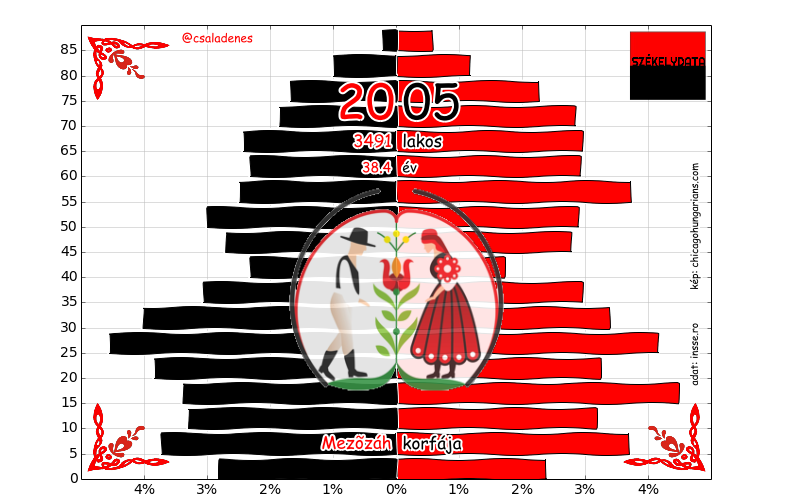 @csaladenes
SZÉKELYDATA
2005
3491 lakos
38.4 év
kép: chicagohungarians.com
adat: insse.ro
Mezőzáh korfája
85
80
75
70
65
60
55
50
45
40
35
30
25
20
15
10
5
0
4% 3% 2% 1% 0% 1% 2% 3% 4%